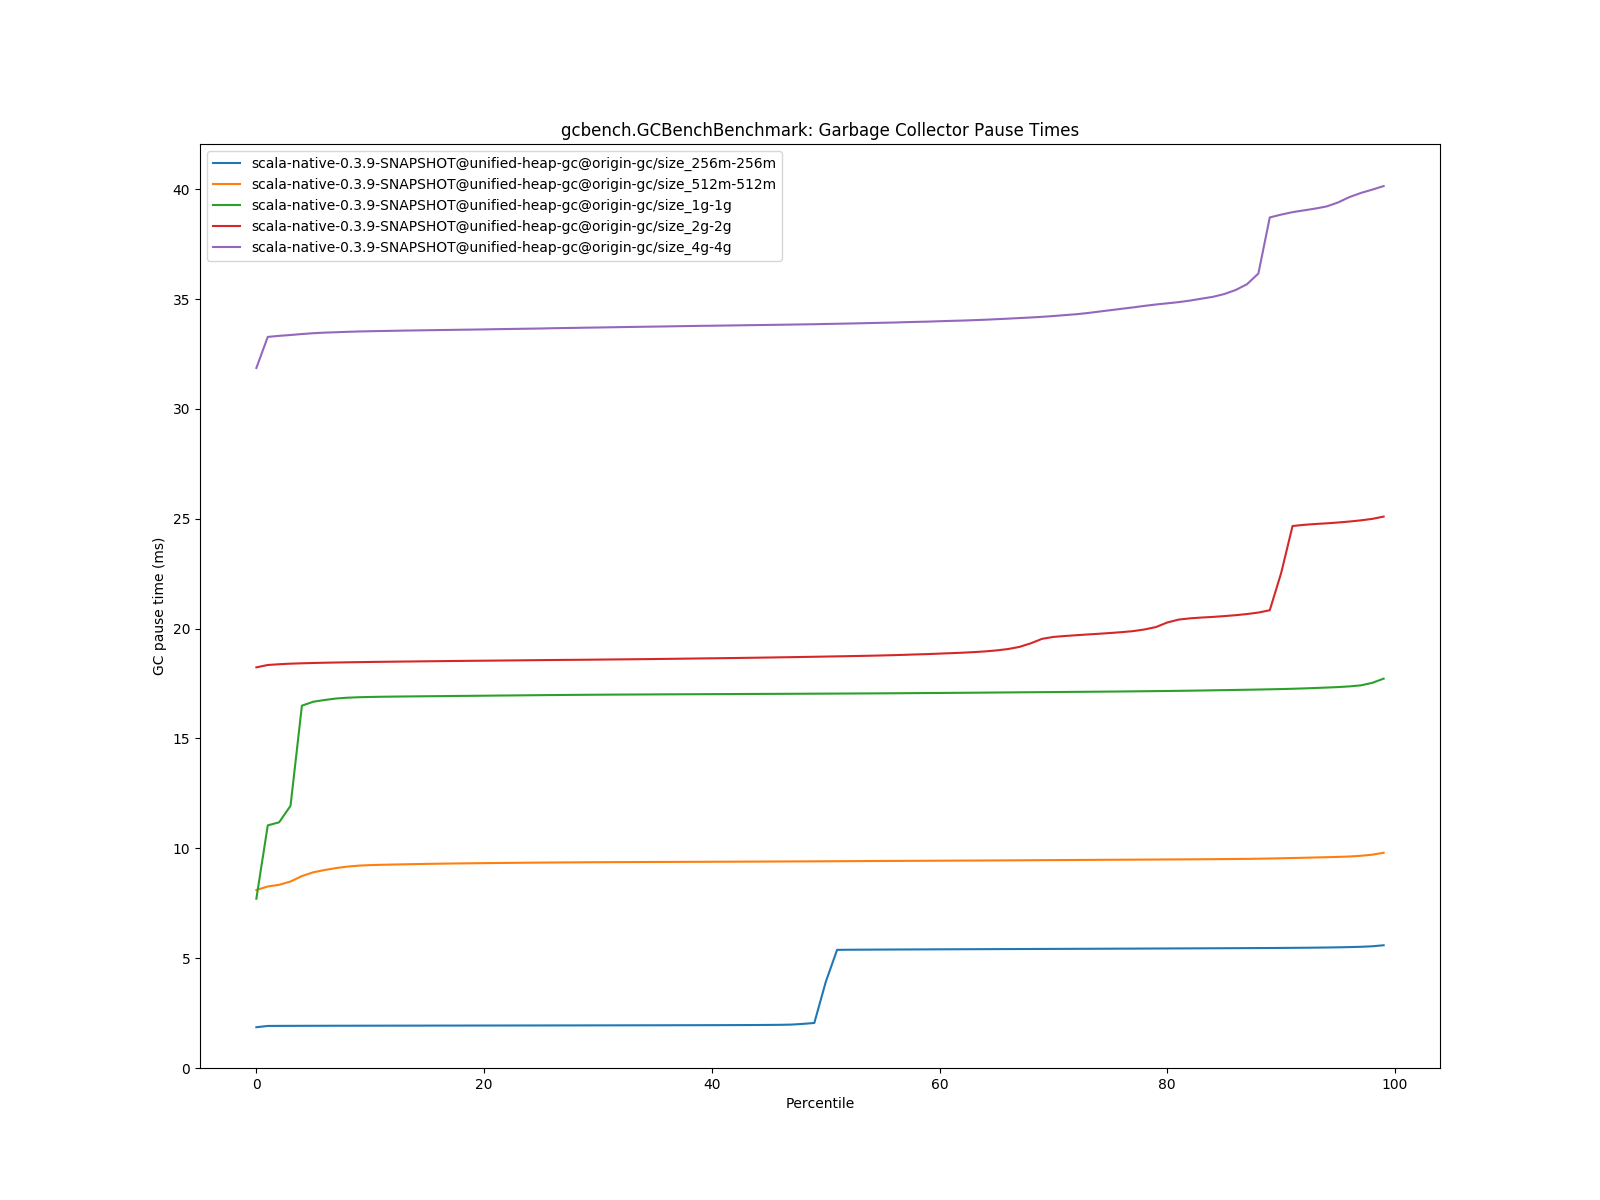 gcbench.GCBenchBenchmark: Garbage Collector Pause Times
scala-native-0.3.9-SNAPSHOT@unified-heap-gc@origin-gc/size_256m-256m
scala-native-0.3.9-SNAPSHOT@unified-heap-gc@origin-gc/size_512m-512m
scala-native-0.3.9-SNAPSHOT@unified-heap-gc@origin-gc/size_1g-1g
scala-native-0.3.9-SNAPSHOT@unified-heap-gc@origin-gc/size_2g-2g
scala-native-0.3.9-SNAPSHOT@unified-heap-gc@origin-gc/size_4g-4g
40
35
30
25
20
15
10
5
0
GC pause time (ms)
0 20 40 60 80 100
Percentile